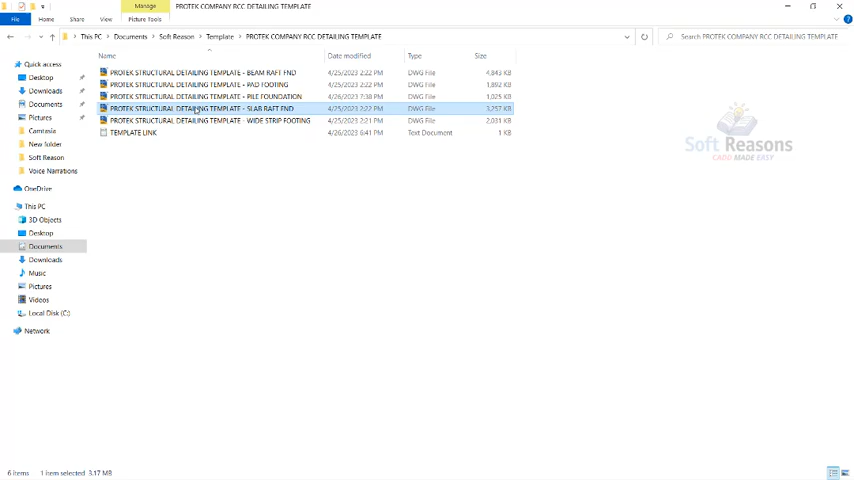 Manage
PROTEK COMPANY RCC DETAILING TEMPLATE
File Home Share View Picture Tools
This PC > Documents > Soft Reason > Template > PROTEK COMPANY RCC DETAILING TEMPLATE
Search PROTEK COMPANY RCC DETAILING TEMPLATE
Name Date modified Type Size
PROTEK STRUCTURAL DETAILING TEMPLATE - BEAM RAFT FND 4/25/2023 2:22 PM DWG File 4,843 KB
PROTEK STRUCTURAL DETAILING TEMPLATE - PAD FOOTING 4/25/2023 2:22 PM DWG File 1,892 KB
PROTEK STRUCTURAL DETAILING TEMPLATE - PILE FOUNDATION 4/26/2023 7:38 PM DWG File 1,025 KB
PROTEK STRUCTURAL DETAILING TEMPLATE - SLAB RAFT FND 4/25/2023 2:22 PM DWG File 3,257 KB
PROTEK STRUCTURAL DETAILING TEMPLATE - WIDE STRIP FOOTING 4/25/2023 2:21 PM DWG File 2,031 KB
TEMPLATE LINK 4/26/2023 6:41 PM Text Document 1 KB
Quick access
Desktop
Downloads
Documents
Pictures
Camtasia
New folder
Soft Reason
Voice Narrations
OneDrive
This PC
3D Objects
Desktop
Documents
Downloads
Music
Pictures
Videos
Local Disk (C:)
Network
Soft Reasons
CADD MADE EASY
6 items 1 item selected 3.17 MB